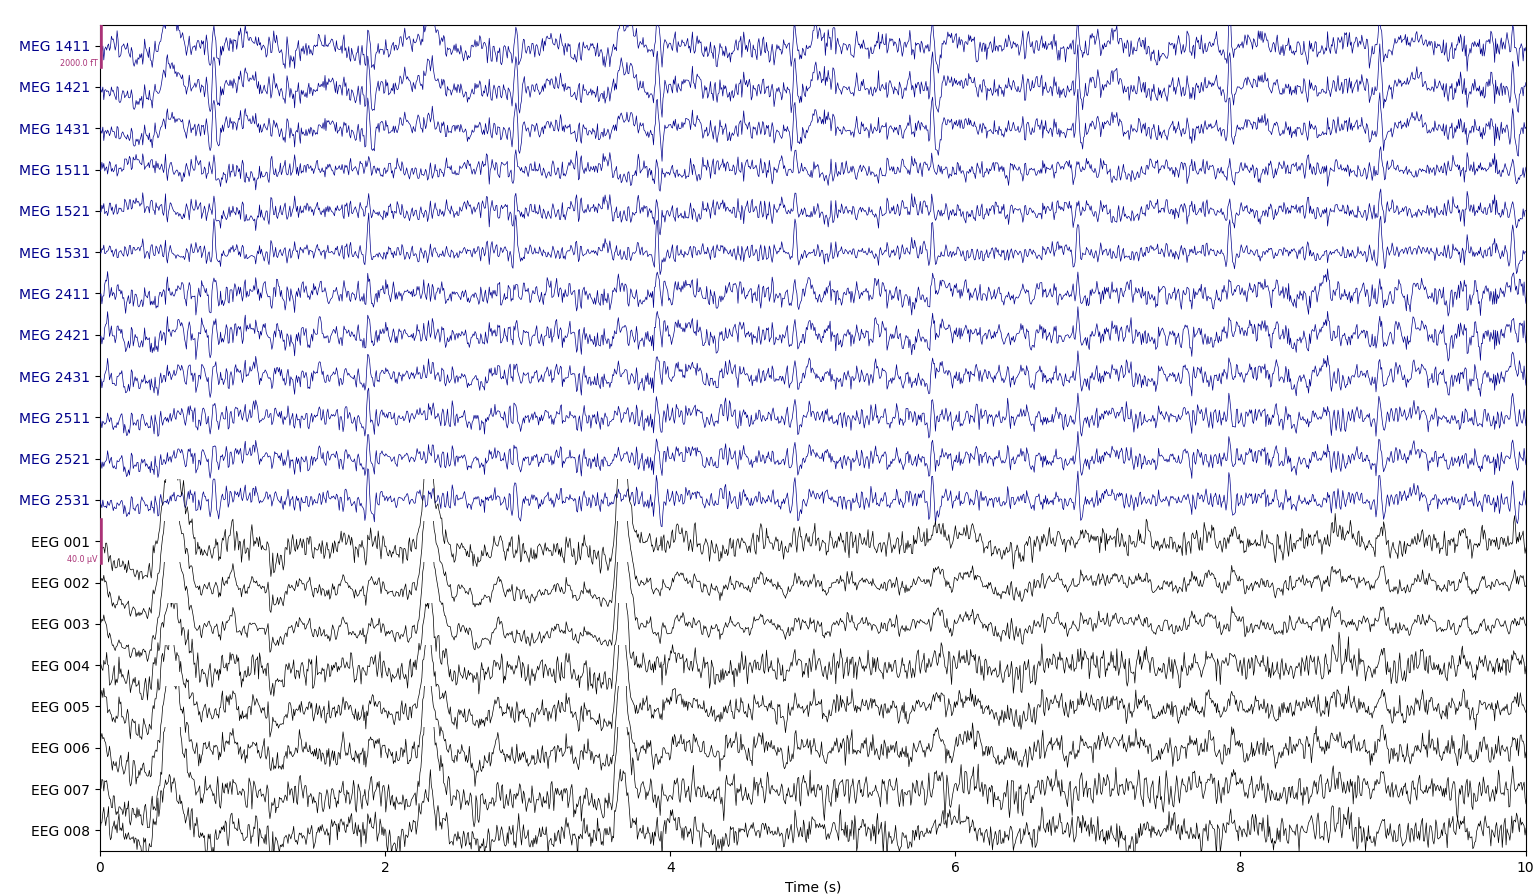 MEG 1411
2000.0 fT
MEG 1421
MEG 1431
MEG 1511
MEG 1521
MEG 1531
MEG 2411
MEG 2421
MEG 2431
MEG 2511
MEG 2521
MEG 2531
EEG 001
40.0 µV
EEG 002
EEG 003
EEG 004
EEG 005
EEG 006
EEG 007
EEG 008
0 2 4 6 8 10
Time (s)